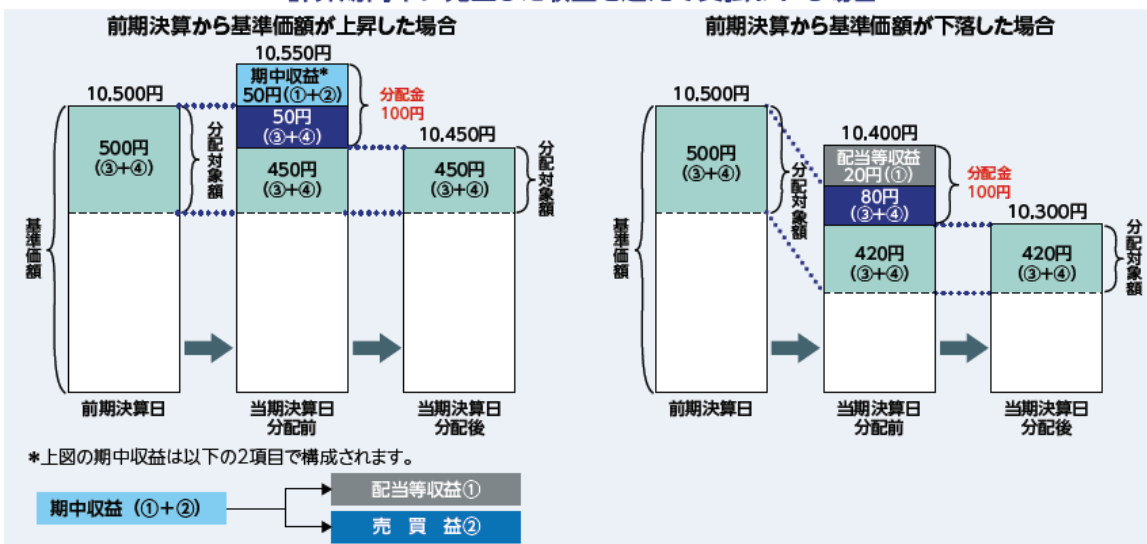 前期決算から基準価額が上昇した場合
10,550円
期中収益*
50円(①+②)
10,500円
50円
(③+④)
分配金
100円
10,450円
500円
(③+④)
分配対象額
450円
(③+④)
450円
(③+④)
分配対象額
基準価額
前期決算日
当期決算日
分配前
当期決算日
分配後
前期決算から基準価額が下落した場合
10,500円
10,400円
500円
(③+④)
分配対象額
配当等収益
20円(①)
80円
(③+④)
分配金
100円
10,300円
420円
(③+④)
420円
(③+④)
分配対象額
基準価額
前期決算日
当期決算日
分配前
当期決算日
分配後
*上図の期中収益は以下の2項目で構成されます。
期中収益(①+②)
配当等収益①
売 買 益②